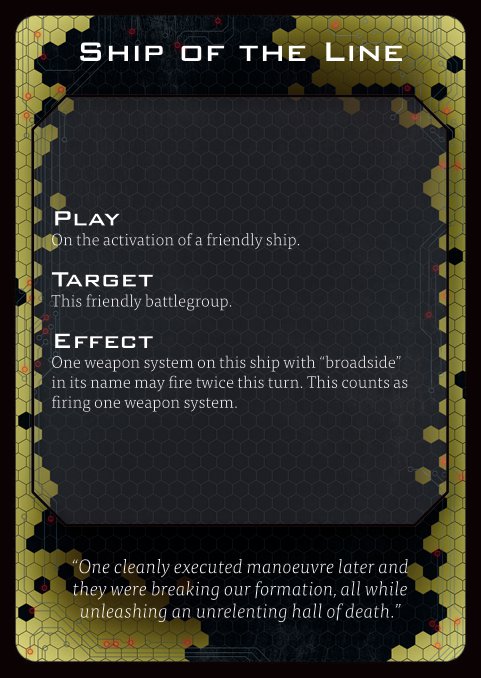 Ship of the Line
Play
On the activation of a friendly ship.
Target
This friendly battlegroup.
Effect
One weapon system on this ship with “broadside”
in its name may fire twice this turn. This counts as
firing one weapon system.
“One cleanly executed manoeuvre later and
they were breaking our formation, all while
unleashing an unrelenting hall of death.”